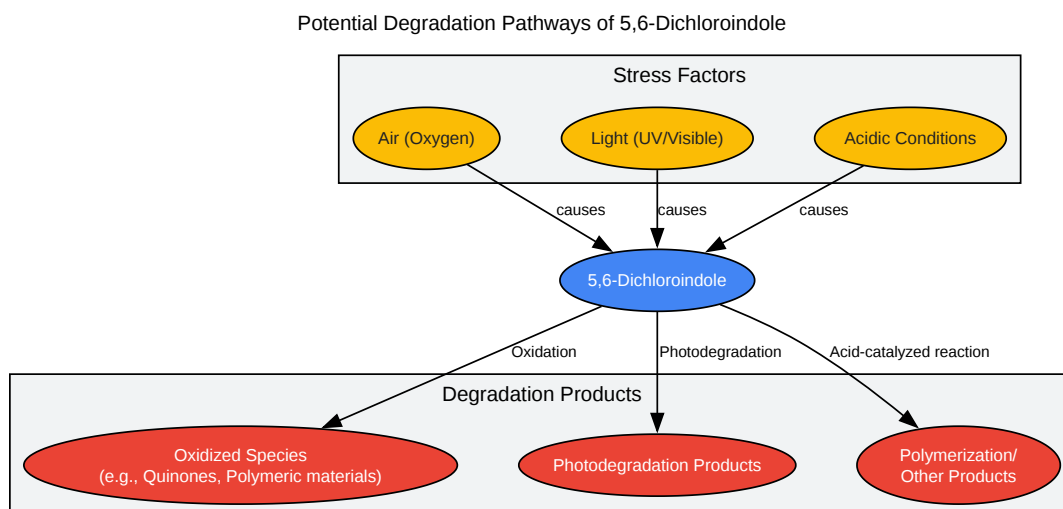 Potential Degradation Pathways of 5,6-Dichloroindole
Stress Factors
Air (Oxygen)
Light (UV/Visible)
Acidic Conditions
causes
causes
causes
5,6-Dichloroindole
Oxidation
Photodegradation
Acid-catalyzed reaction
Degradation Products
Oxidized Species
(e.g., Quinones, Polymeric materials)
Photodegradation Products
Polymerization/
Other Products